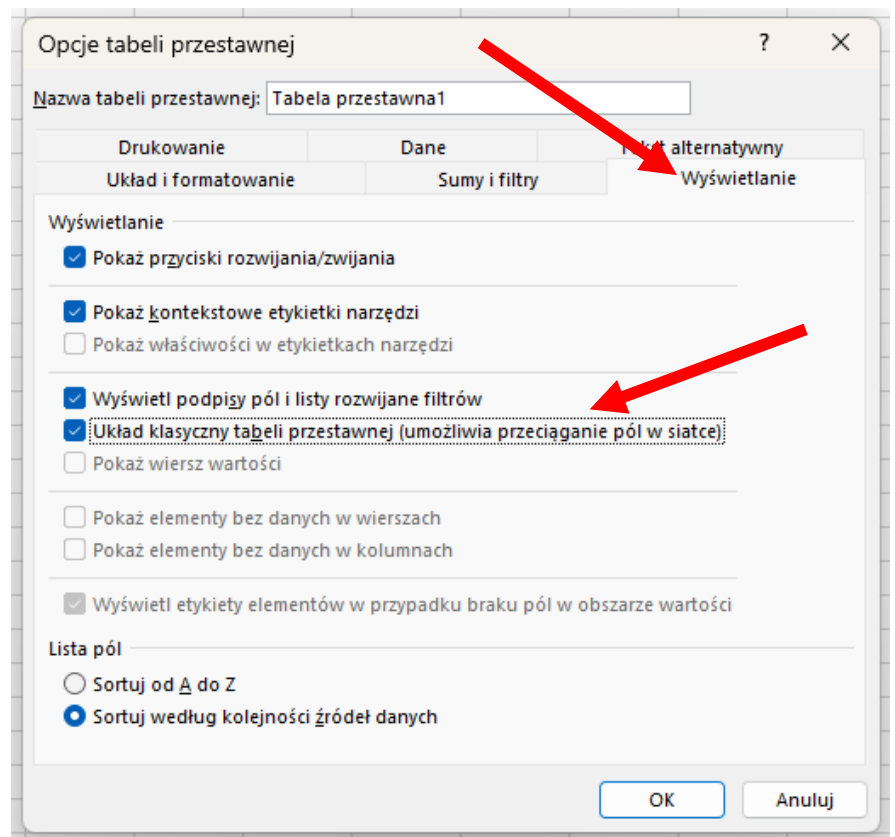 Opcje tabeli przestawnej ?
Nazwa tabeli przestawnej: Tabela przestawna1
Drukowanie Dane alternatywny
Układ i formatowanie Sumy i filtry Wyświetlanie
Wyświetlanie
Pokaż przyciski rozwijania/zwijania
Pokaż kontekstowe etykietki narzędzi
Pokaż właściwości w etykietkach narzędzi
Wyświetl podpisy pól i listy rozwijane filtrów
Układ klasyczny tabeli przestawnej (umożliwia przeciąganie pól w siatce)
Pokaż wiersz wartości
Pokaż elementy bez danych w wierszach
Pokaż elementy bez danych w kolumnach
Wyświetl etykiety elementów w przypadku braku pól w obszarze wartości
Lista pól
Sortuj od A do Z
Sortuj według kolejności źródeł danych
OK Anuluj